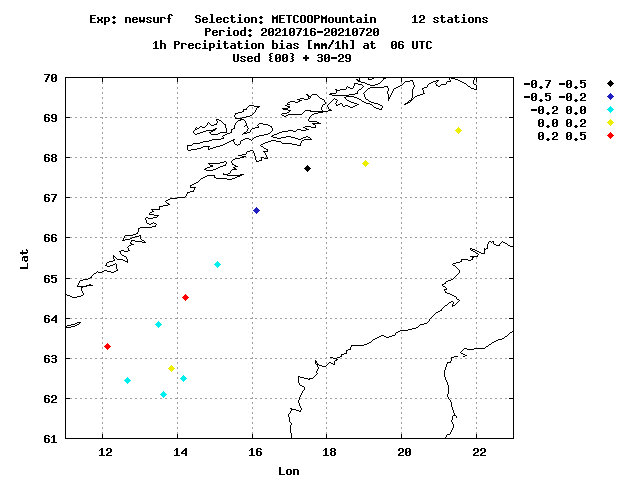 Exp: newsurf   Selection: METCOOPMountain     12 stations
Period: 20210716-20210720
1h Precipitation bias [mm/1h] at  06 UTC
Used {00} + 30-29
70
69
68
67
66
65
64
63
62
61
Lat
12 14 16 18 20 22
Lon
-0.7 -0.5
-0.5 -0.2
-0.2 0.0
0.0 0.2
0.2 0.5